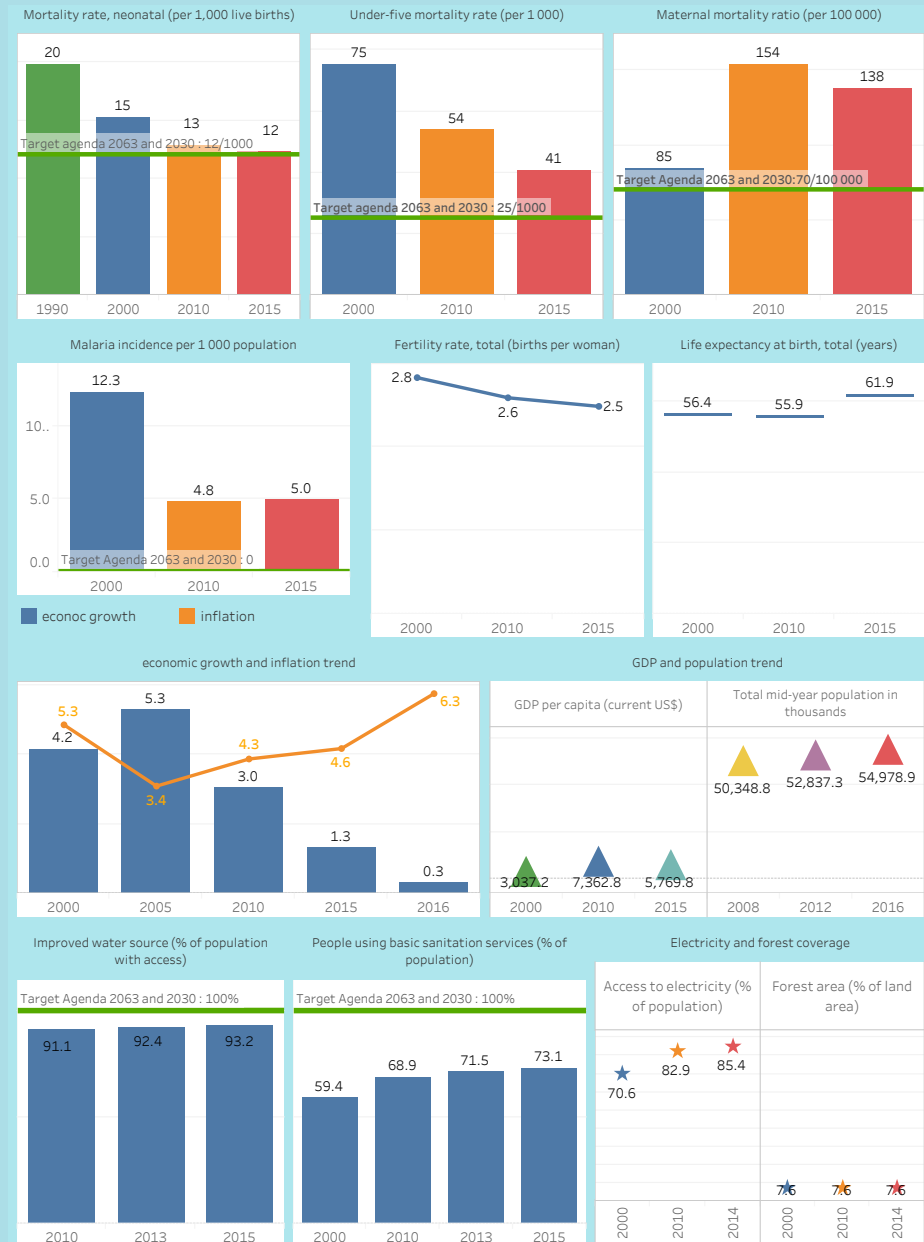 Mortality rate, neonatal (per 1,000 live births)
20
15
13
12
Target agenda 2063 and 2030 : 12/1000
1990 2000 2010 2015
Under-five mortality rate (per 1 000)
75
54
41
Target agenda 2063 and 2030 : 25/1000
2000 2010 2015
Maternal mortality ratio (per 100 000)
154
138
85
Target Agenda 2063 and 2030:70/100 000
2000 2010 2015
Malaria incidence per 1 000 population
12.3
10..
4.8
5.0
5.0
0.0
Target Agenda 2063 and 2030 : 0
2000 2010 2015
Fertility rate, total (births per woman)
2.8
2.6
2.5
2000 2010 2015
Life expectancy at birth, total (years)
56.4
55.9
61.9
2000 2010 2015
econoc growth
inflation
economic growth and inflation trend
5.3
4.2
5.3
3.4
4.3
3.0
4.6
1.3
6.3
0.3
2000 2005 2010 2015 2016
GDP and population trend
GDP per capita (current US$)
3,037.2 7,362.8 5,769.8
2000 2010 2015
Total mid-year population in
thousands
50,348.8 52,837.3 54,978.9
2008 2012 2016
Improved water source (% of population
with access)
Target Agenda 2063 and 2030 : 100%
91.1 92.4 93.2
2010 2013 2015
People using basic sanitation services (% of
population)
Target Agenda 2063 and 2030 : 100%
59.4 68.9 71.5 73.1
2000 2010 2013 2015
Electricity and forest coverage
Access to electricity (%
of population)
70.6 82.9 85.4
2000 2010 2014
Forest area (% of land
area)
7.6 7.6 7.6
2000 2010 2014